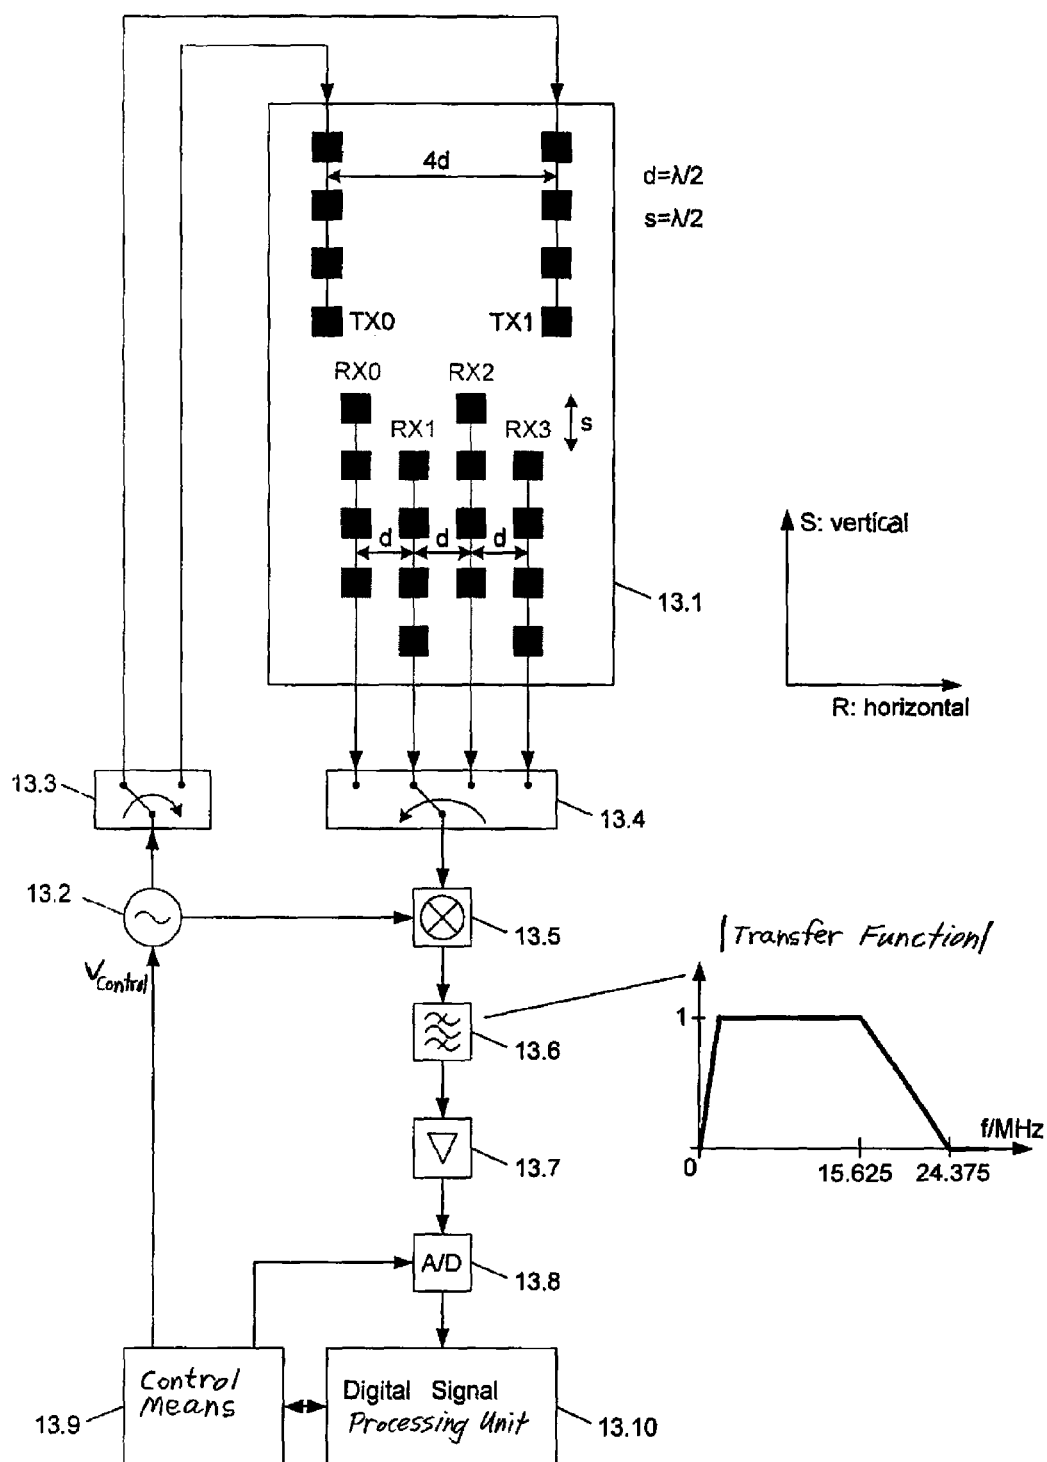 4d
d=λ/2
s=λ/2
TX0 TX1
RX0 RX2
s
RX1 RX3
d d d
S: vertical
13.1
R: horizontal
13.3
13.4
13.2
13.5
|Transfer Function|
VControl
1
13.6
f/MHz
13.7
0 15.625 24.375
A/D
13.8
Control
Means
Digital Signal
Processing Unit
13.9
13.10